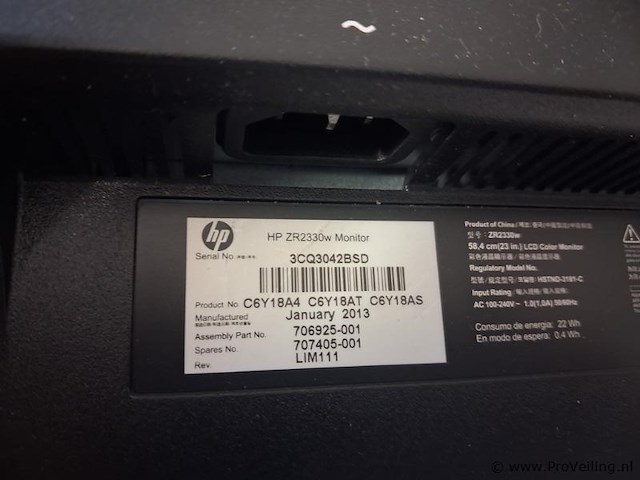 hp
HP ZR2330w Monitor
Serial No.
3CQ3042BSD
Product No. C6Y18A4 C6Y18AT C6Y18AS
Manufactured January 2013
Assembly Part No. 706925-001
Spares No. 707405-001
Rev. LIM111
Product of China
ZR2330w
58,4 cm(23 in.) LCD Color Monitor
Regulatory Model No.
HSTND-3181-C
Input Rating
AC 100-240V ~ 1.0(1,0A) 50/60Hz
Consumo de energia: 22 Wh
En modo de espera: 0,4 Wh
© www.ProVeiling.nl